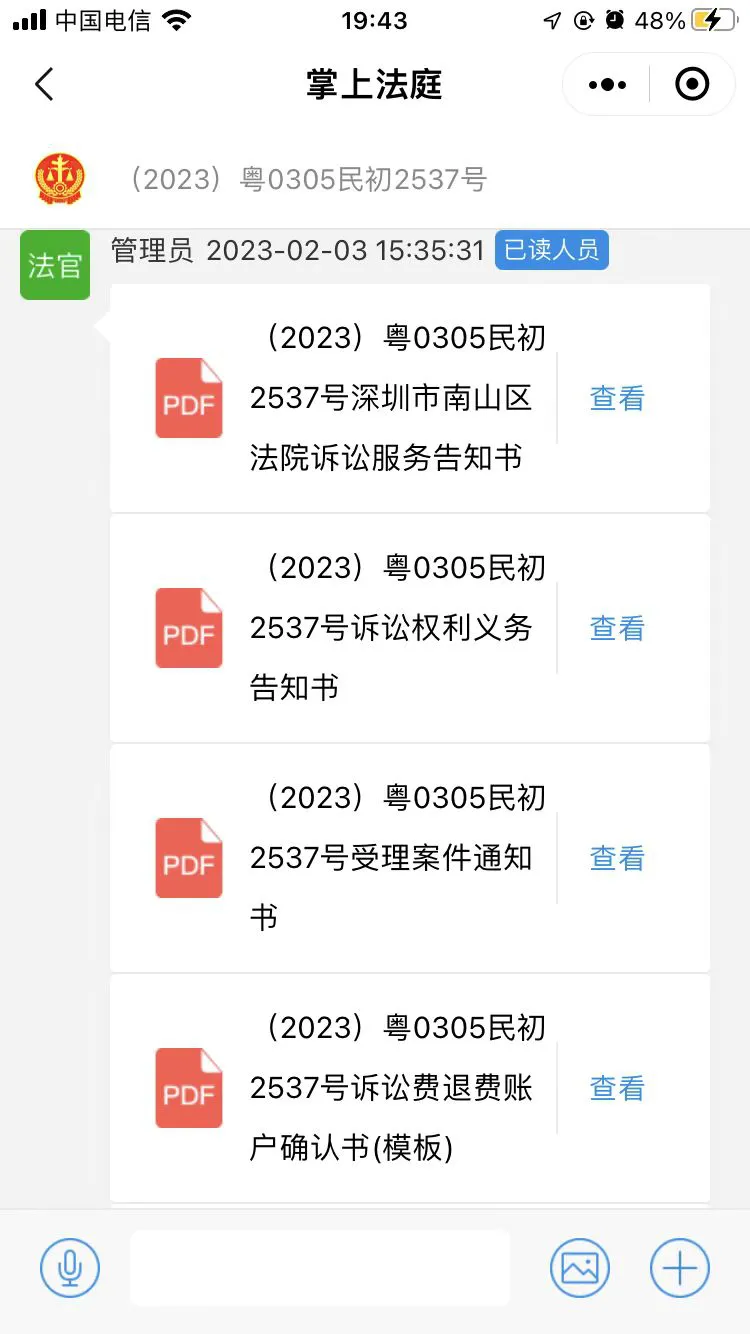 中国电信 19:43 48%
掌上法庭
（2023）粤0305民初2537号
法官 管理员 2023-02-03 15:35:31 已读人员
（2023）粤0305民初
PDF 2537号深圳市南山区 查看
法院诉讼服务告知书
（2023）粤0305民初
PDF 2537号诉讼权利义务 查看
告知书
（2023）粤0305民初
PDF 2537号受理案件通知 查看
书
（2023）粤0305民初
PDF 2537号诉讼费退费账 查看
户确认书(模板)